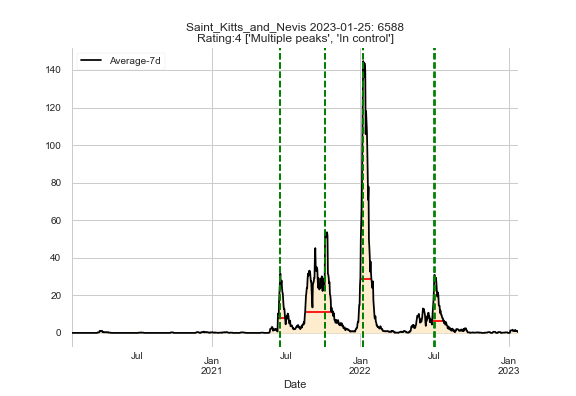 Saint_Kitts_and_Nevis 2023-01-25: 6588
Rating:4 ['Multiple peaks', 'In control']
Average-7d
140
120
100
80
60
40
20
0
Jul
Jan
2021
Jul
Jan
2022
Jul
Jan
2023
Date